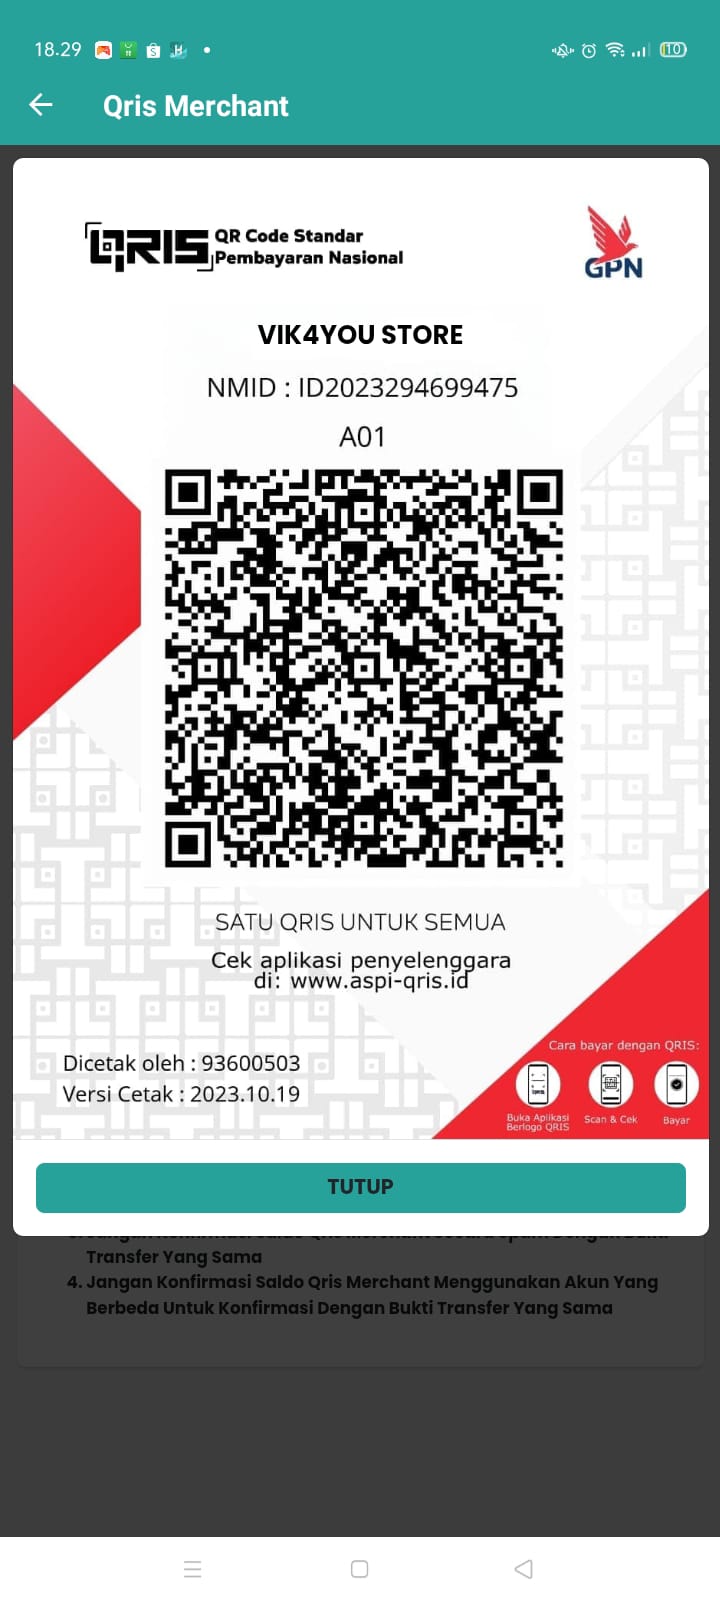 18.29
10
Qris Merchant
QRIS QR Code Standar
Pembayaran Nasional
GPN
VIK4YOU STORE
NMID : ID2023294699475
A01
SATU QRIS UNTUK SEMUA
Cek aplikasi penyelenggara
di: www.aspi-qris.id
Dicetak oleh : 93600503
Versi Cetak : 2023.10.19
Cara bayar dengan QRIS:
Buka Aplikasi
Berlogo QRIS
Scan & Cek
Bayar
TUTUP
Transfer Yang Sama
4. Jangan Konfirmasi Saldo Qris Merchant Menggunakan Akun Yang
Berbeda Untuk Konfirmasi Dengan Bukti Transfer Yang Sama